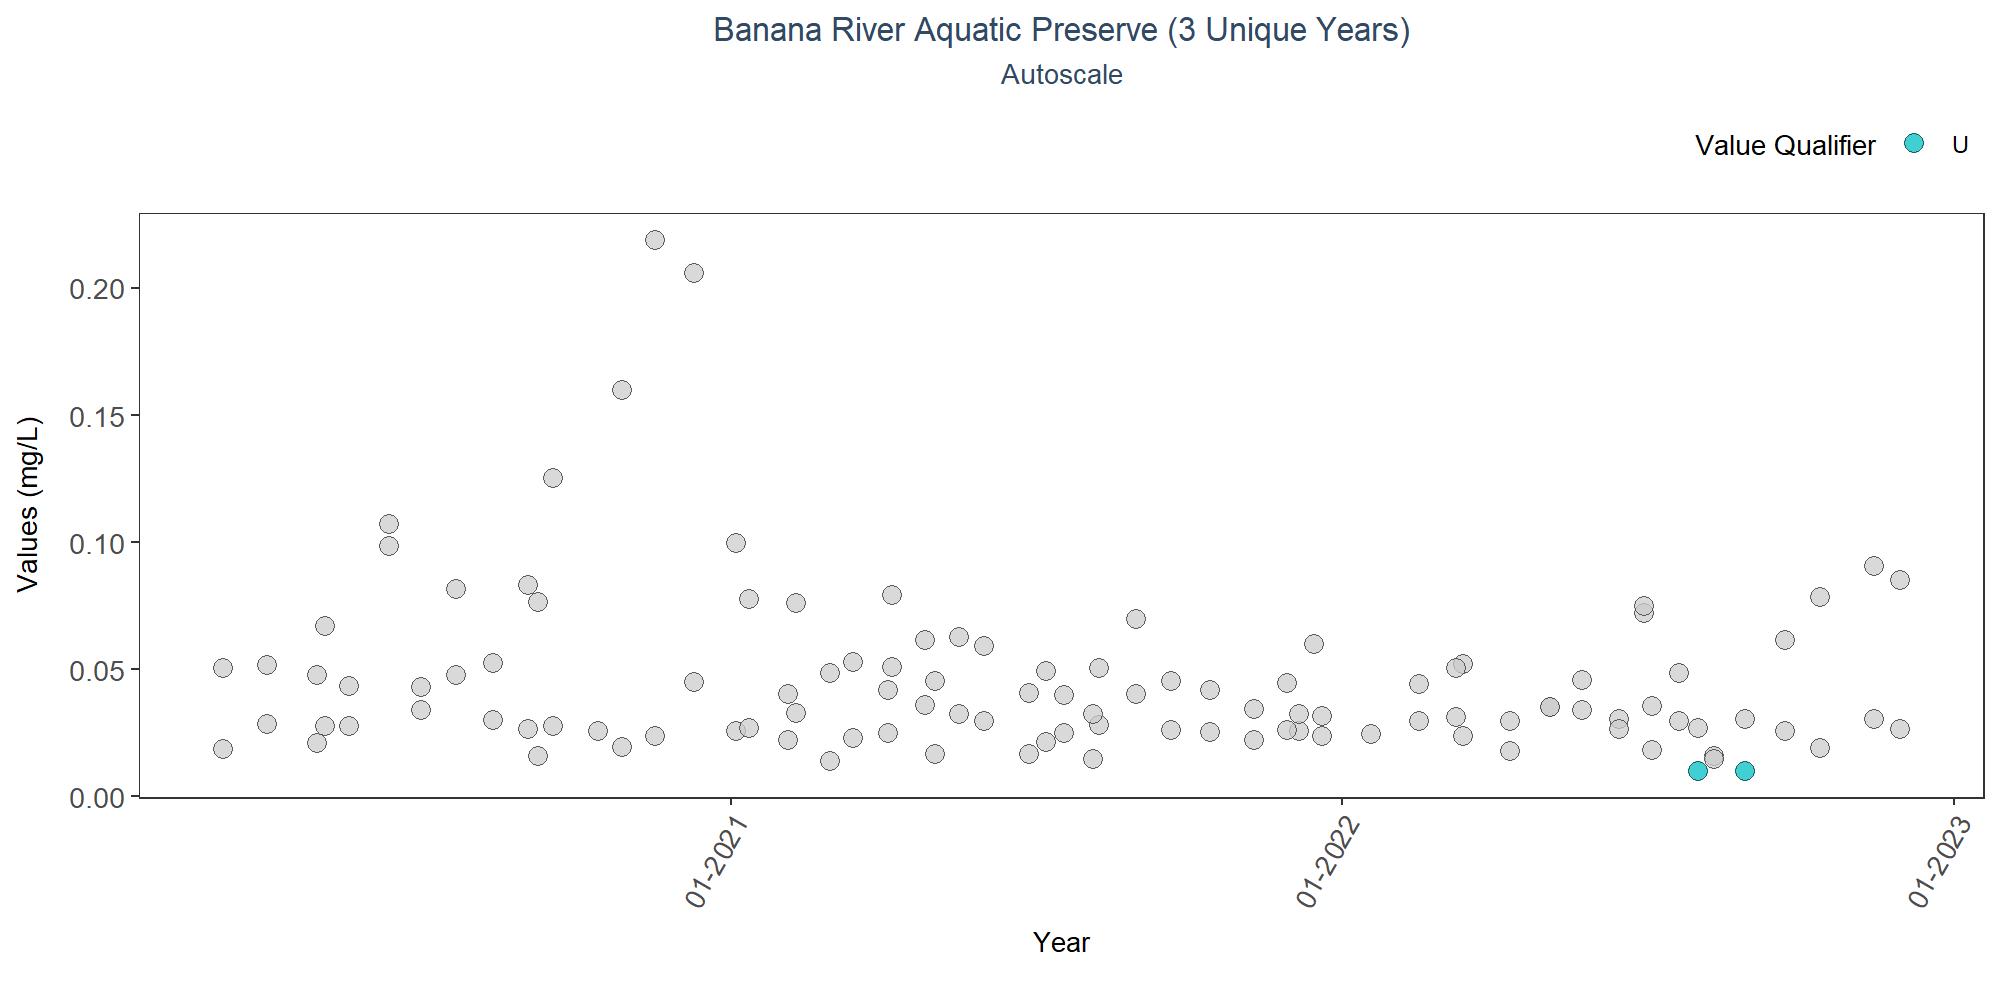 Banana River Aquatic Preserve (3 Unique Years)
Autoscale
Value Qualifier U
Values (mg/L)
0.20
0.15
0.10
0.05
0.00
01-2021
01-2022
01-2023
Year